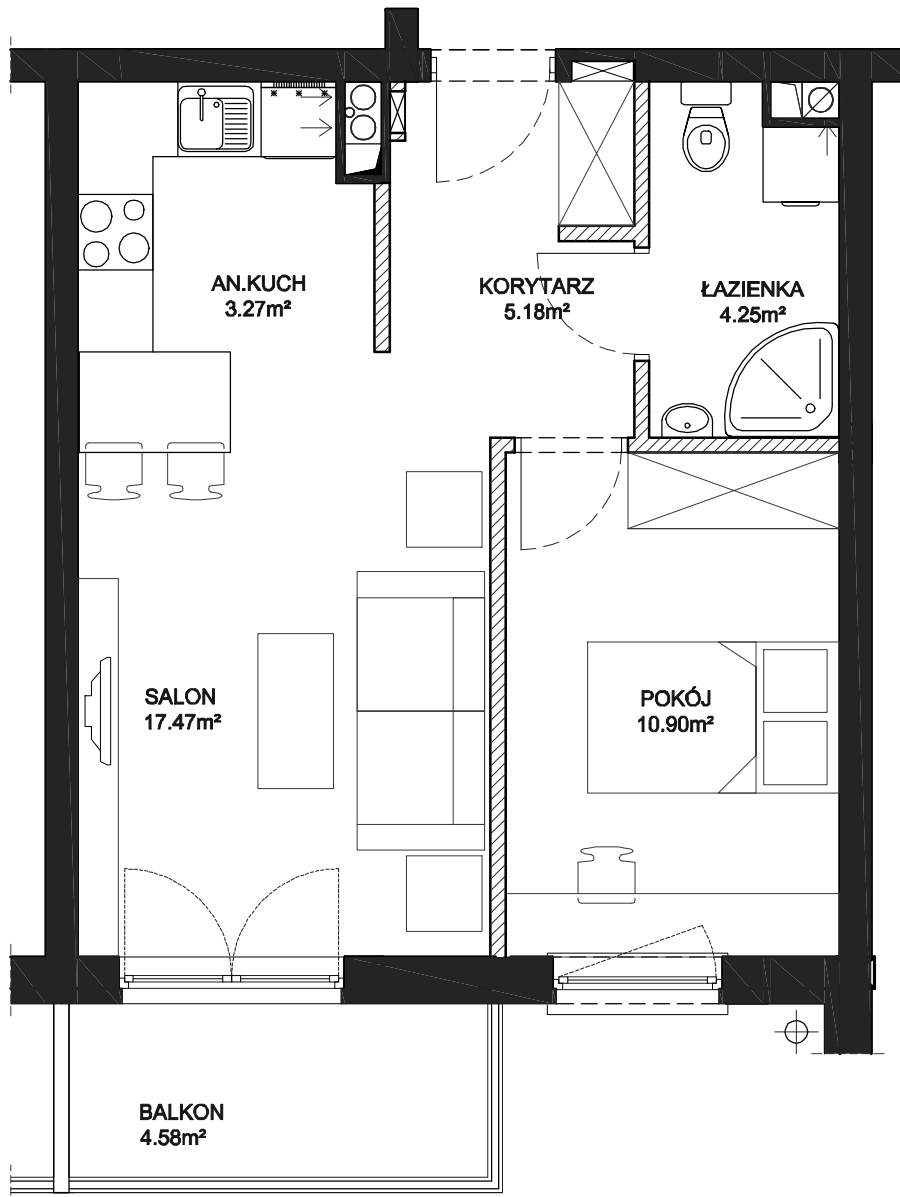 AN.KUCH
3.27m²
KORYTARZ
5.18m²
ŁAZIENKA
4.25m²
SALON
17.47m²
POKÓJ
10.90m²
BALKON
4.58m²